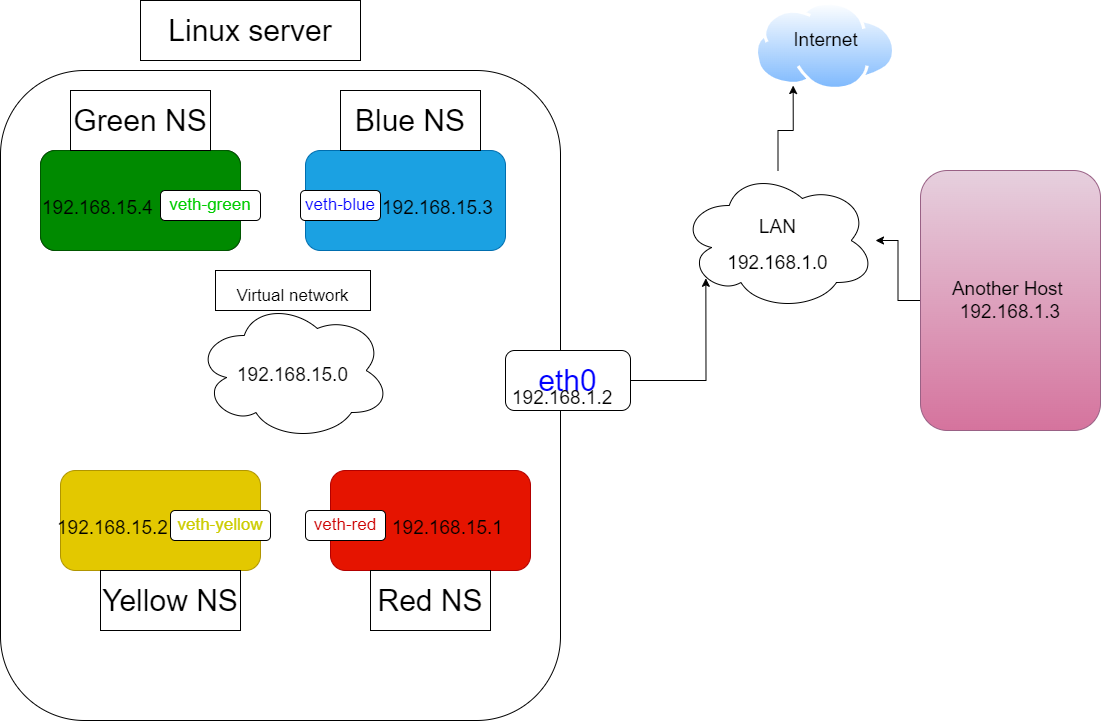 Linux server
Internet
Green NS
Blue NS
192.168.15.4
veth-green
veth-blue
192.168.15.3
LAN
192.168.1.0
Another Host
192.168.1.3
Virtual network
192.168.15.0
eth0
192.168.1.2
192.168.15.2
veth-yellow
veth-red
192.168.15.1
Yellow NS
Red NS